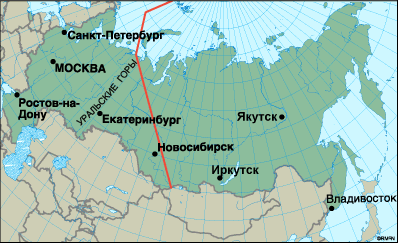 Санкт-Петербург
МОСКВА
УРАЛЬСКИЕ ГОРЫ
Ростов-на-
Дону
Екатеринбург
Якутск
Новосибирск
Иркутск
Владивосток